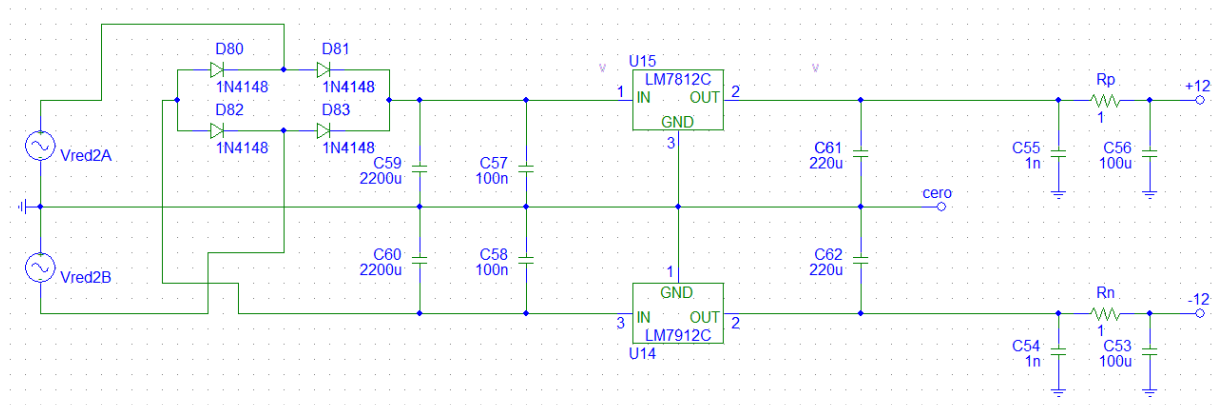 D80
D81
1N4148
1N4148
D82
D83
1N4148
1N4148
Vred2A
Vred2B
C59
2200u
C57
100n
C60
2200u
C58
100n
v
U15
LM7812C
1
IN
OUT
2
GND
3
v
1
GND
3
IN
OUT
2
LM7912C
U14
C61
220u
C62
220u
cero
C55
1n
Rp
1
C56
100u
+12
C54
1n
Rn
1
C53
100u
-12